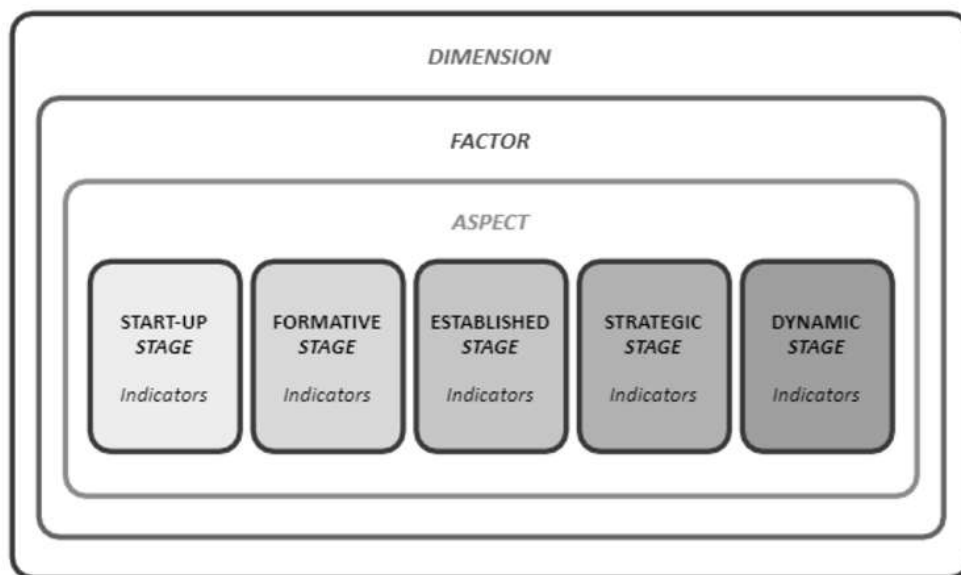 DIMENSION
FACTOR
ASPECT
START-UP
STAGE
Indicators
FORMATIVE
STAGE
Indicators
ESTABLISHED
STAGE
Indicators
STRATEGIC
STAGE
Indicators
DYNAMIC
STAGE
Indicators